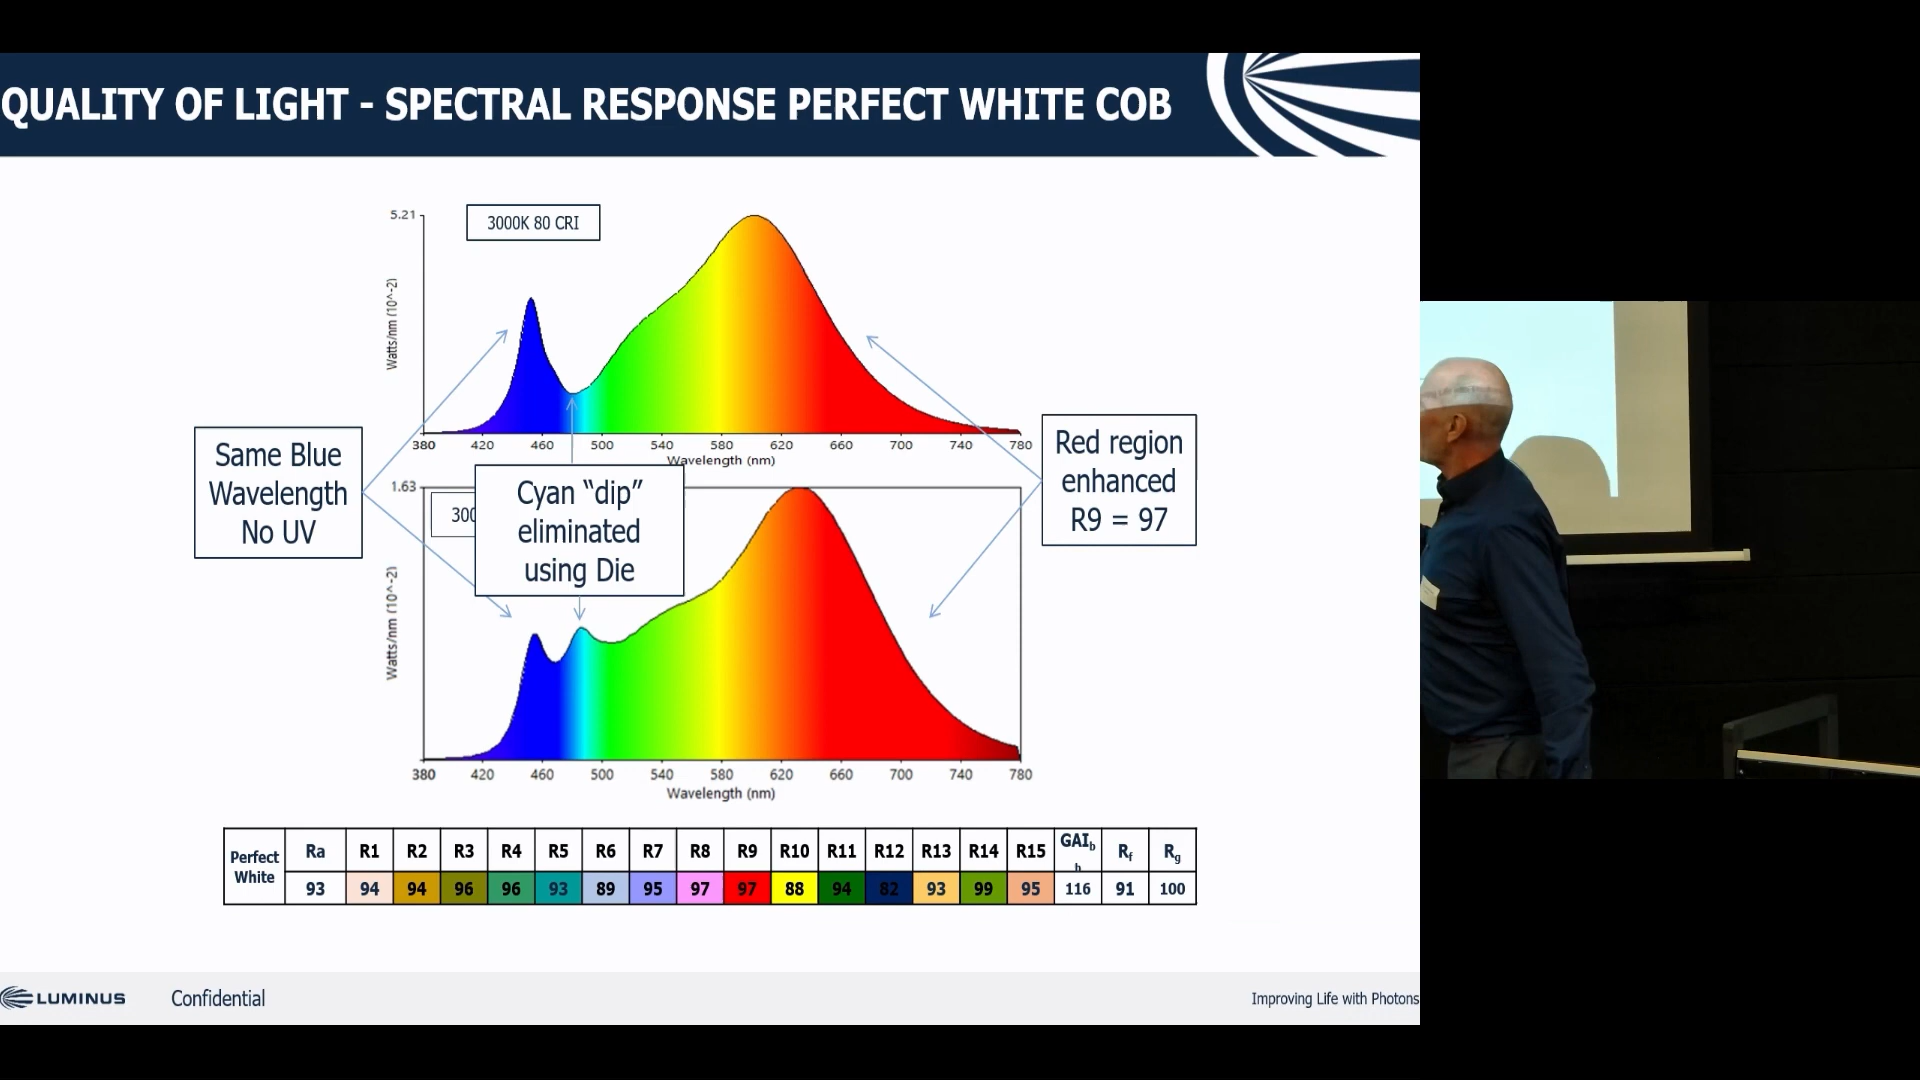 QUALITY OF LIGHT - SPECTRAL RESPONSE PERFECT WHITE COB
3000K 80 CRI
5.21
Watts/nm (10^-2)
380 420 460 500 540 580 620 660 700 740 780
Wavelength (nm)
Same Blue
Wavelength
No UV
Cyan “dip”
eliminated
using Die
Red region
enhanced
R9 = 97
1.63
300
Watts/nm (10^-2)
380 420 460 500 540 580 620 660 700 740 780
Wavelength (nm)
Perfect
White
Ra R1 R2 R3 R4 R5 R6 R7 R8 R9 R10 R11 R12 R13 R14 R15 GAIb Rf Rg
h
93 94 94 96 96 93 89 95 97 97 88 94 82 93 99 95 116 91 100
LUMINUS
Confidential
Improving Life with Photons